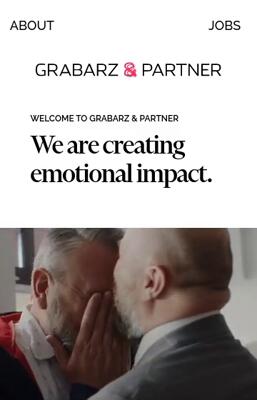 ABOUT JOBS
GRABARZ & PARTNER
WELCOME TO GRABARZ & PARTNER
We are creating
emotional impact.